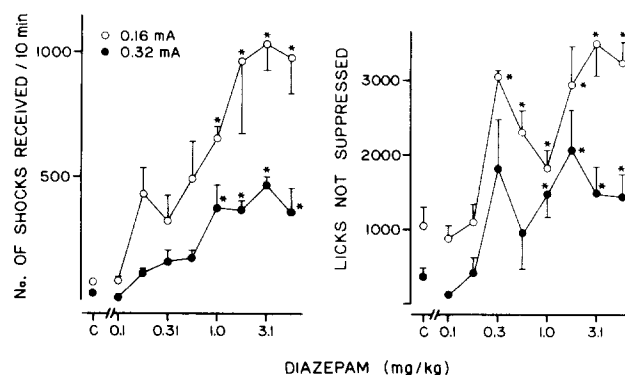 ○ 0.16 mA
● 0.32 mA
No. OF SHOCKS RECEIVED / 10 min
1000
500
C 0.1 0.31 1.0 3.1
LICKS NOT SUPPRESSED
3000
2000
1000
C 0.1 0.3 1.0 3.1
DIAZEPAM (mg/kg)